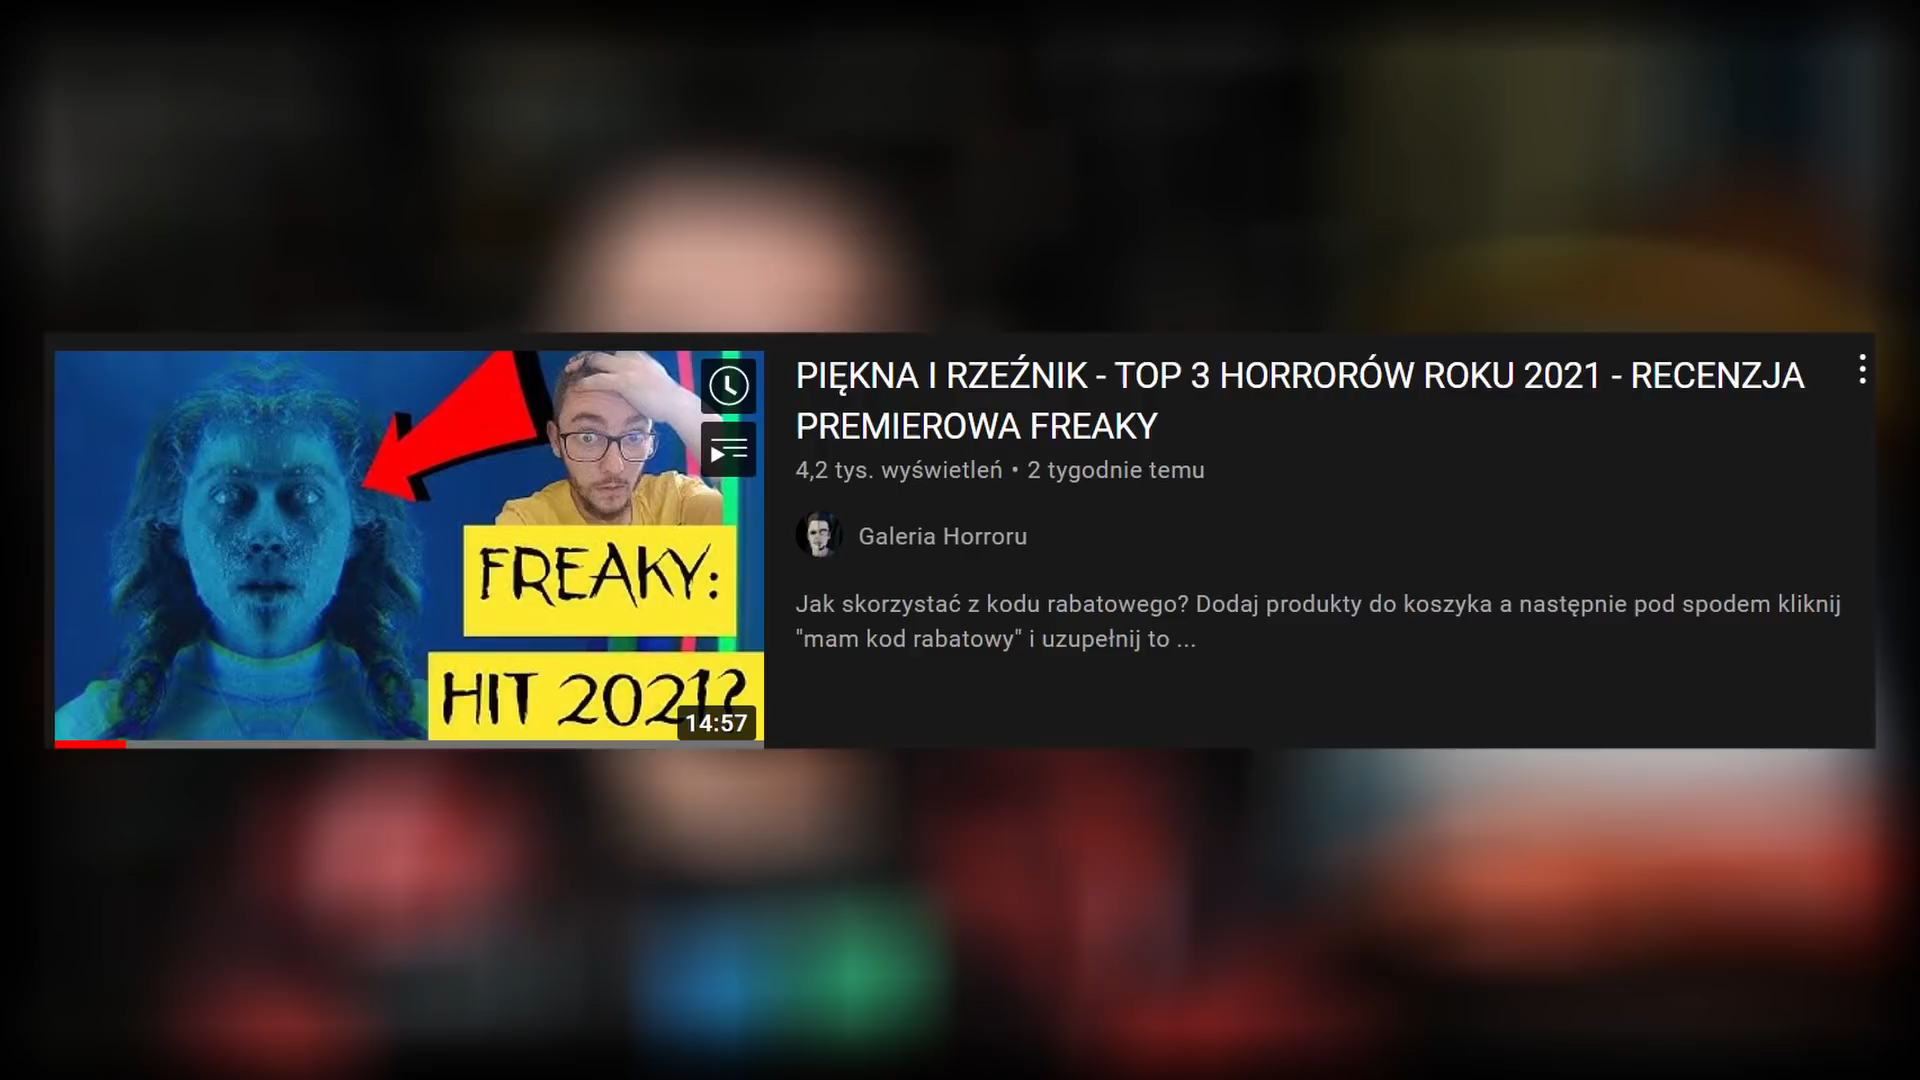 FREAKY:
HIT 2021?
14:57
PIĘKNA I RZEŹNIK - TOP 3 HORRORÓW ROKU 2021 - RECENZJA
PREMIEROWA FREAKY
4,2 tys. wyświetleń • 2 tygodnie temu
Galeria Horroru
Jak skorzystać z kodu rabatowego? Dodaj produkty do koszyka a następnie pod spodem kliknij
"mam kod rabatowy" i uzupełnij to ...